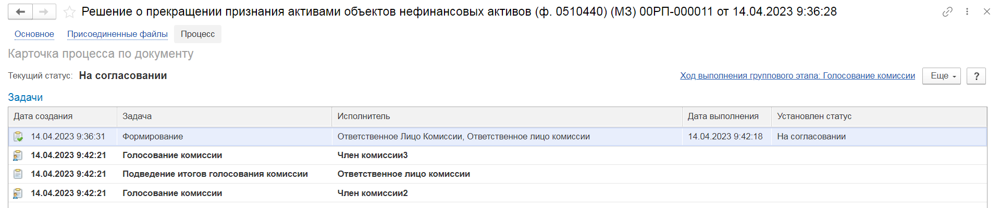 Решение о прекращении признания активами объектов нефинансовых активов (ф. 0510440) (МЗ) 00РП-000011 от 14.04.2023 9:36:28
Основное Присоединенные файлы Процесс
Карточка процесса по документу
Текущий статус: На согласовании Ход выполнения группового этапа: Голосование комиссии Еще ?
Задачи
Дата создания Задача Исполнитель Дата выполнения Установлен статус
14.04.2023 9:36:31 Формирование Ответственное Лицо Комиссии, Ответственное лицо комиссии 14.04.2023 9:42:18 На согласовании
14.04.2023 9:42:21 Голосование комиссии Член комиссии3
14.04.2023 9:42:21 Подведение итогов голосования комиссии Ответственное лицо комиссии
14.04.2023 9:42:21 Голосование комиссии Член комиссии2